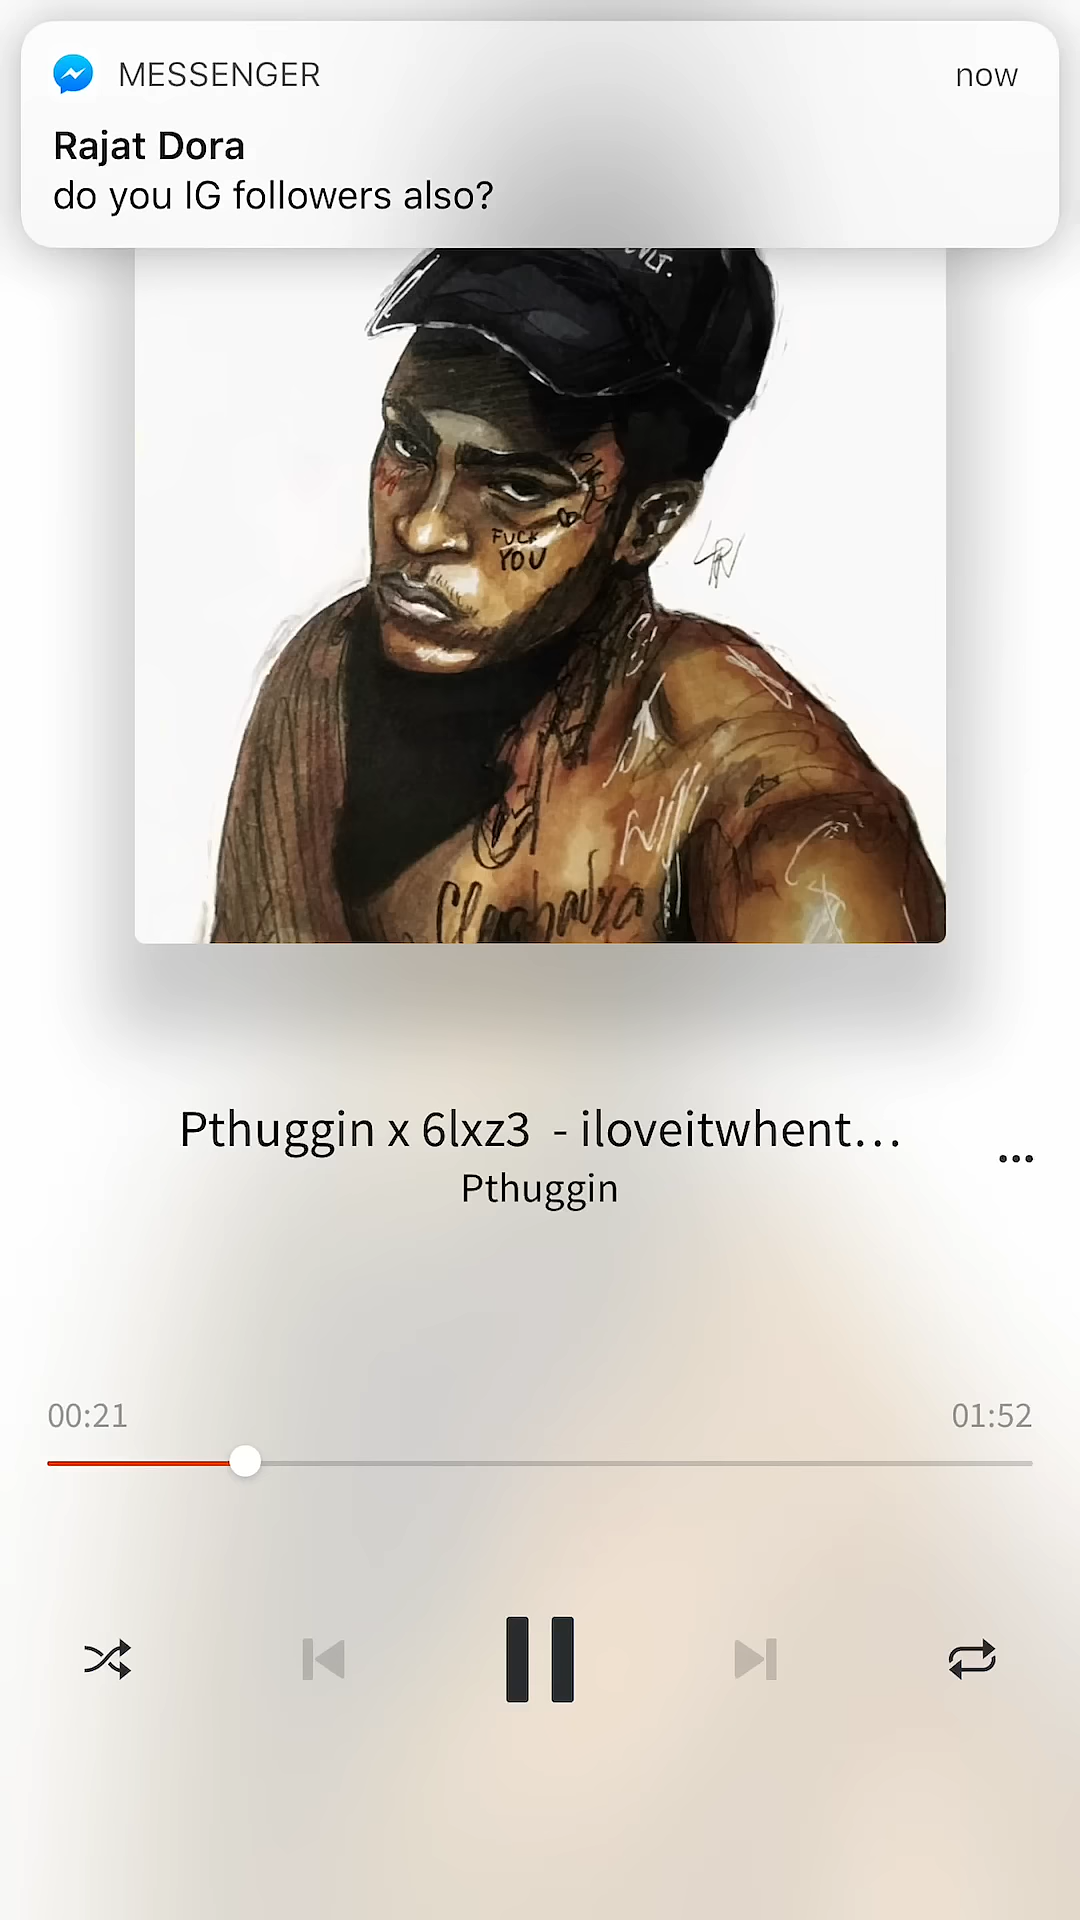 MESSENGER now
Rajat Dora
do you IG followers also?
FUCK
YOU
Pthuggin x 6lxz3 - iloveitwhent...
Pthuggin
00:21 01:52